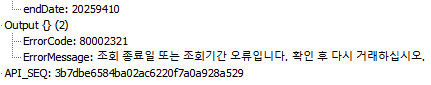 endDate: 20259410
Output {} (2)
ErrorCode: 80002321
ErrorMessage: 조회 종료일 또는 조회기간 오류입니다. 확인 후 다시 거래하십시오.
API_SEQ: 3b7dbe6584ba02ac6220f7a0a928a529